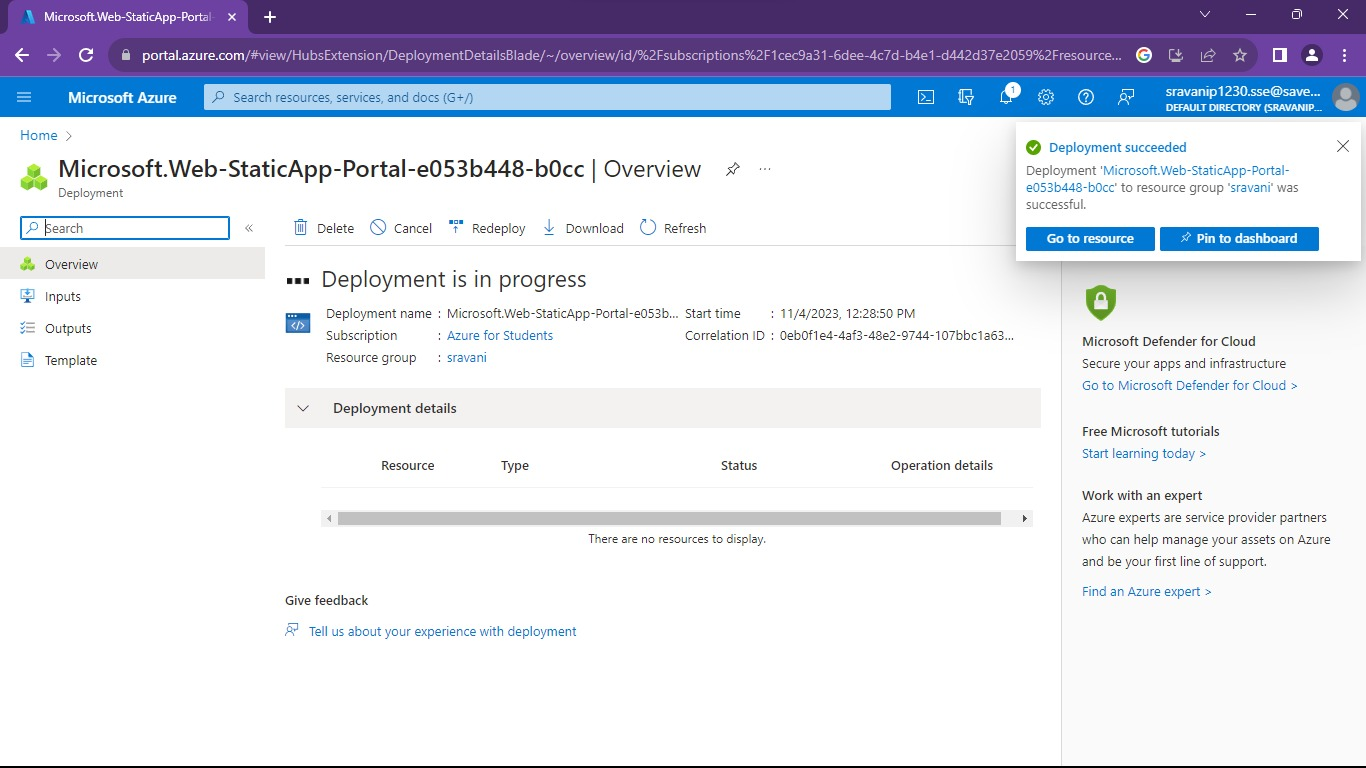 Microsoft.Web-StaticApp-Portal-
portal.azure.com/#view/HubsExtension/DeploymentDetailsBlade/~/overview/id/%2Fsubscriptions%2F1cec9a31-6dee-4c7d-b4e1-d442d37e2059%2Fresource...
Microsoft Azure
Search resources, services, and docs (G+/)
1
sravanip1230.sse@save...
DEFAULT DIRECTORY (SRAVANIP...
Home >
Microsoft.Web-StaticApp-Portal-e053b448-b0cc | Overview
Deployment
Search
Overview
Inputs
Outputs
Template
Delete
Cancel
Redeploy
Download
Refresh
Deployment succeeded
Deployment 'Microsoft.Web-StaticApp-Portal-
e053b448-b0cc' to resource group 'sravani' was
successful.
Go to resource
Pin to dashboard
Deployment is in progress
Deployment name : Microsoft.Web-StaticApp-Portal-e053b...
Subscription : Azure for Students
Resource group : sravani
Start time : 11/4/2023, 12:28:50 PM
Correlation ID : 0eb0f1e4-4af3-48e2-9744-107bbc1a63...
Deployment details
Resource Type Status Operation details
There are no resources to display.
Give feedback
Tell us about your experience with deployment
Microsoft Defender for Cloud
Secure your apps and infrastructure
Go to Microsoft Defender for Cloud >
Free Microsoft tutorials
Start learning today >
Work with an expert
Azure experts are service provider partners
who can help manage your assets on Azure
and be your first line of support.
Find an Azure expert >